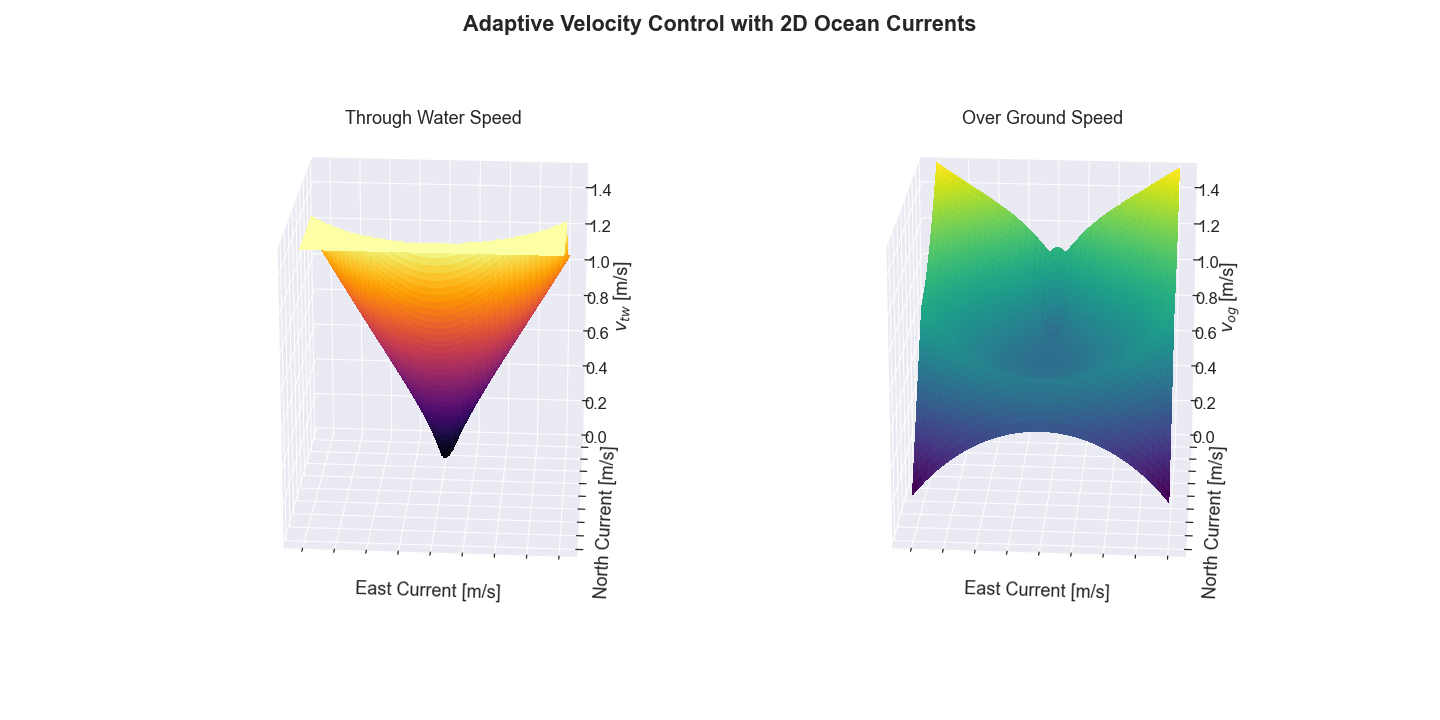 Adaptive Velocity Control with 2D Ocean Currents
Through Water Speed
Over Ground Speed
1.4
1.2
1.0
0.8
0.6
0.4
0.2
0.0
v_tw [m/s]
North Current [m/s]
East Current [m/s]
1.4
1.2
1.0
0.8
0.6
0.4
0.2
0.0
v_og [m/s]
North Current [m/s]
East Current [m/s]